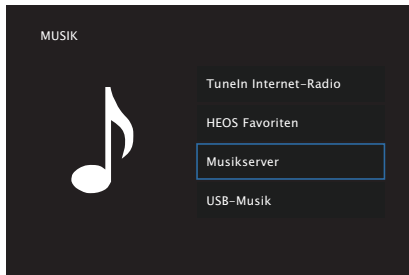 MUSIK
TuneIn Internet-Radio
HEOS Favoriten
Musikserver
USB-Musik